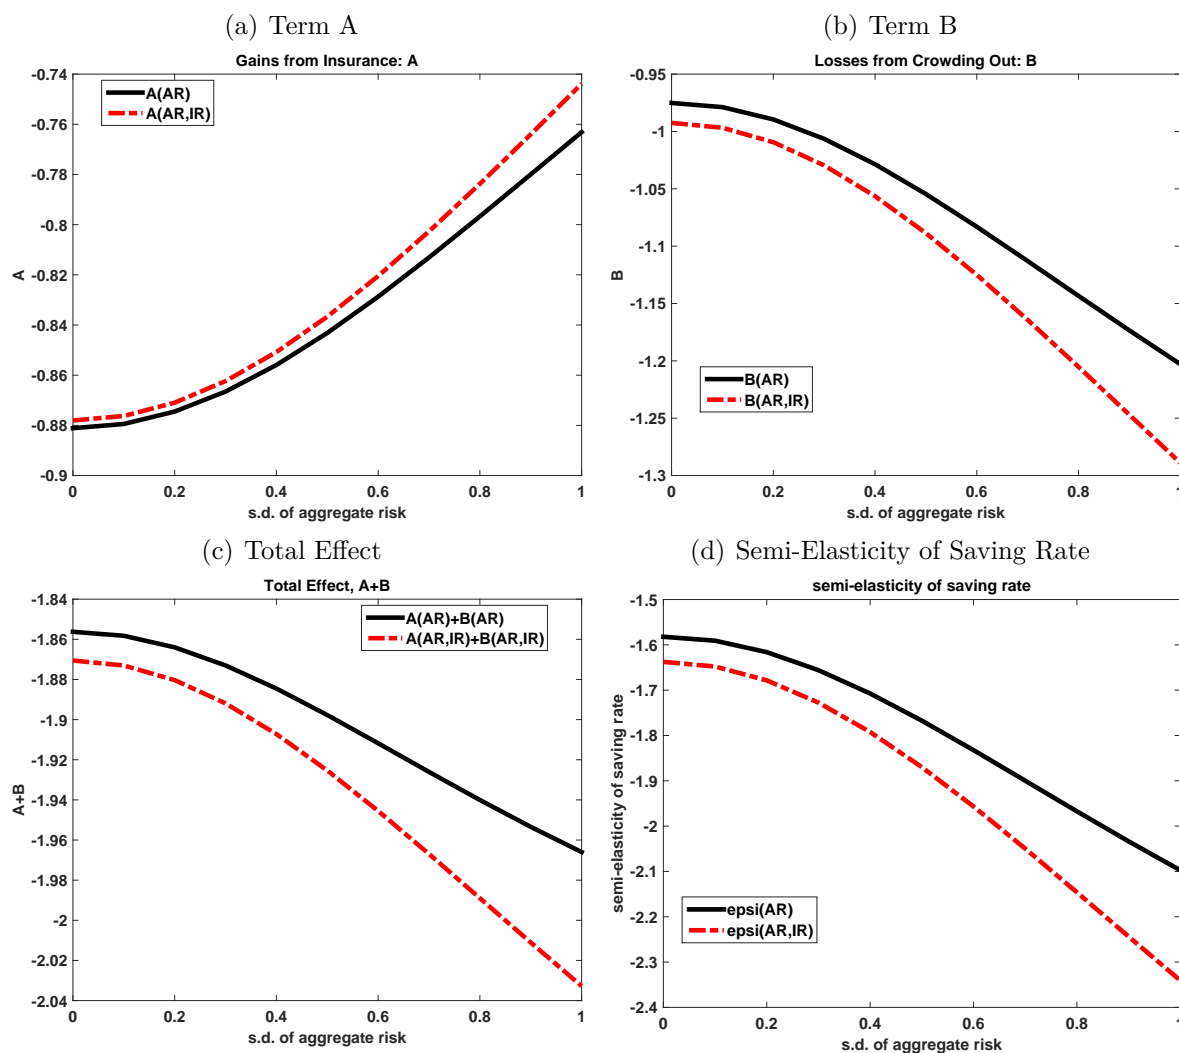 (a) Term A
Gains from Insurance: A
-0.74
-0.76
-0.78
-0.8
-0.82
-0.84
-0.86
-0.88
-0.9
A
A(AR)
A(AR,IR)
0 0.2 0.4 0.6 0.8 1
s.d. of aggregate risk
(b) Term B
Losses from Crowding Out: B
-0.95
-1
-1.05
-1.1
-1.15
-1.2
-1.25
-1.3
B
B(AR)
B(AR,IR)
0 0.2 0.4 0.6 0.8 1
s.d. of aggregate risk
(c) Total Effect
Total Effect, A+B
-1.84
-1.86
-1.88
-1.9
-1.92
-1.94
-1.96
-1.98
-2
-2.02
-2.04
A+B
A(AR)+B(AR)
A(AR,IR)+B(AR,IR)
0 0.2 0.4 0.6 0.8 1
s.d. of aggregate risk
(d) Semi-Elasticity of Saving Rate
semi-elasticity of saving rate
-1.5
-1.6
-1.7
-1.8
-1.9
-2
-2.1
-2.2
-2.3
-2.4
semi-elasticity of saving rate
epsi(AR)
epsi(AR,IR)
0 0.2 0.4 0.6 0.8 1
s.d. of aggregate risk